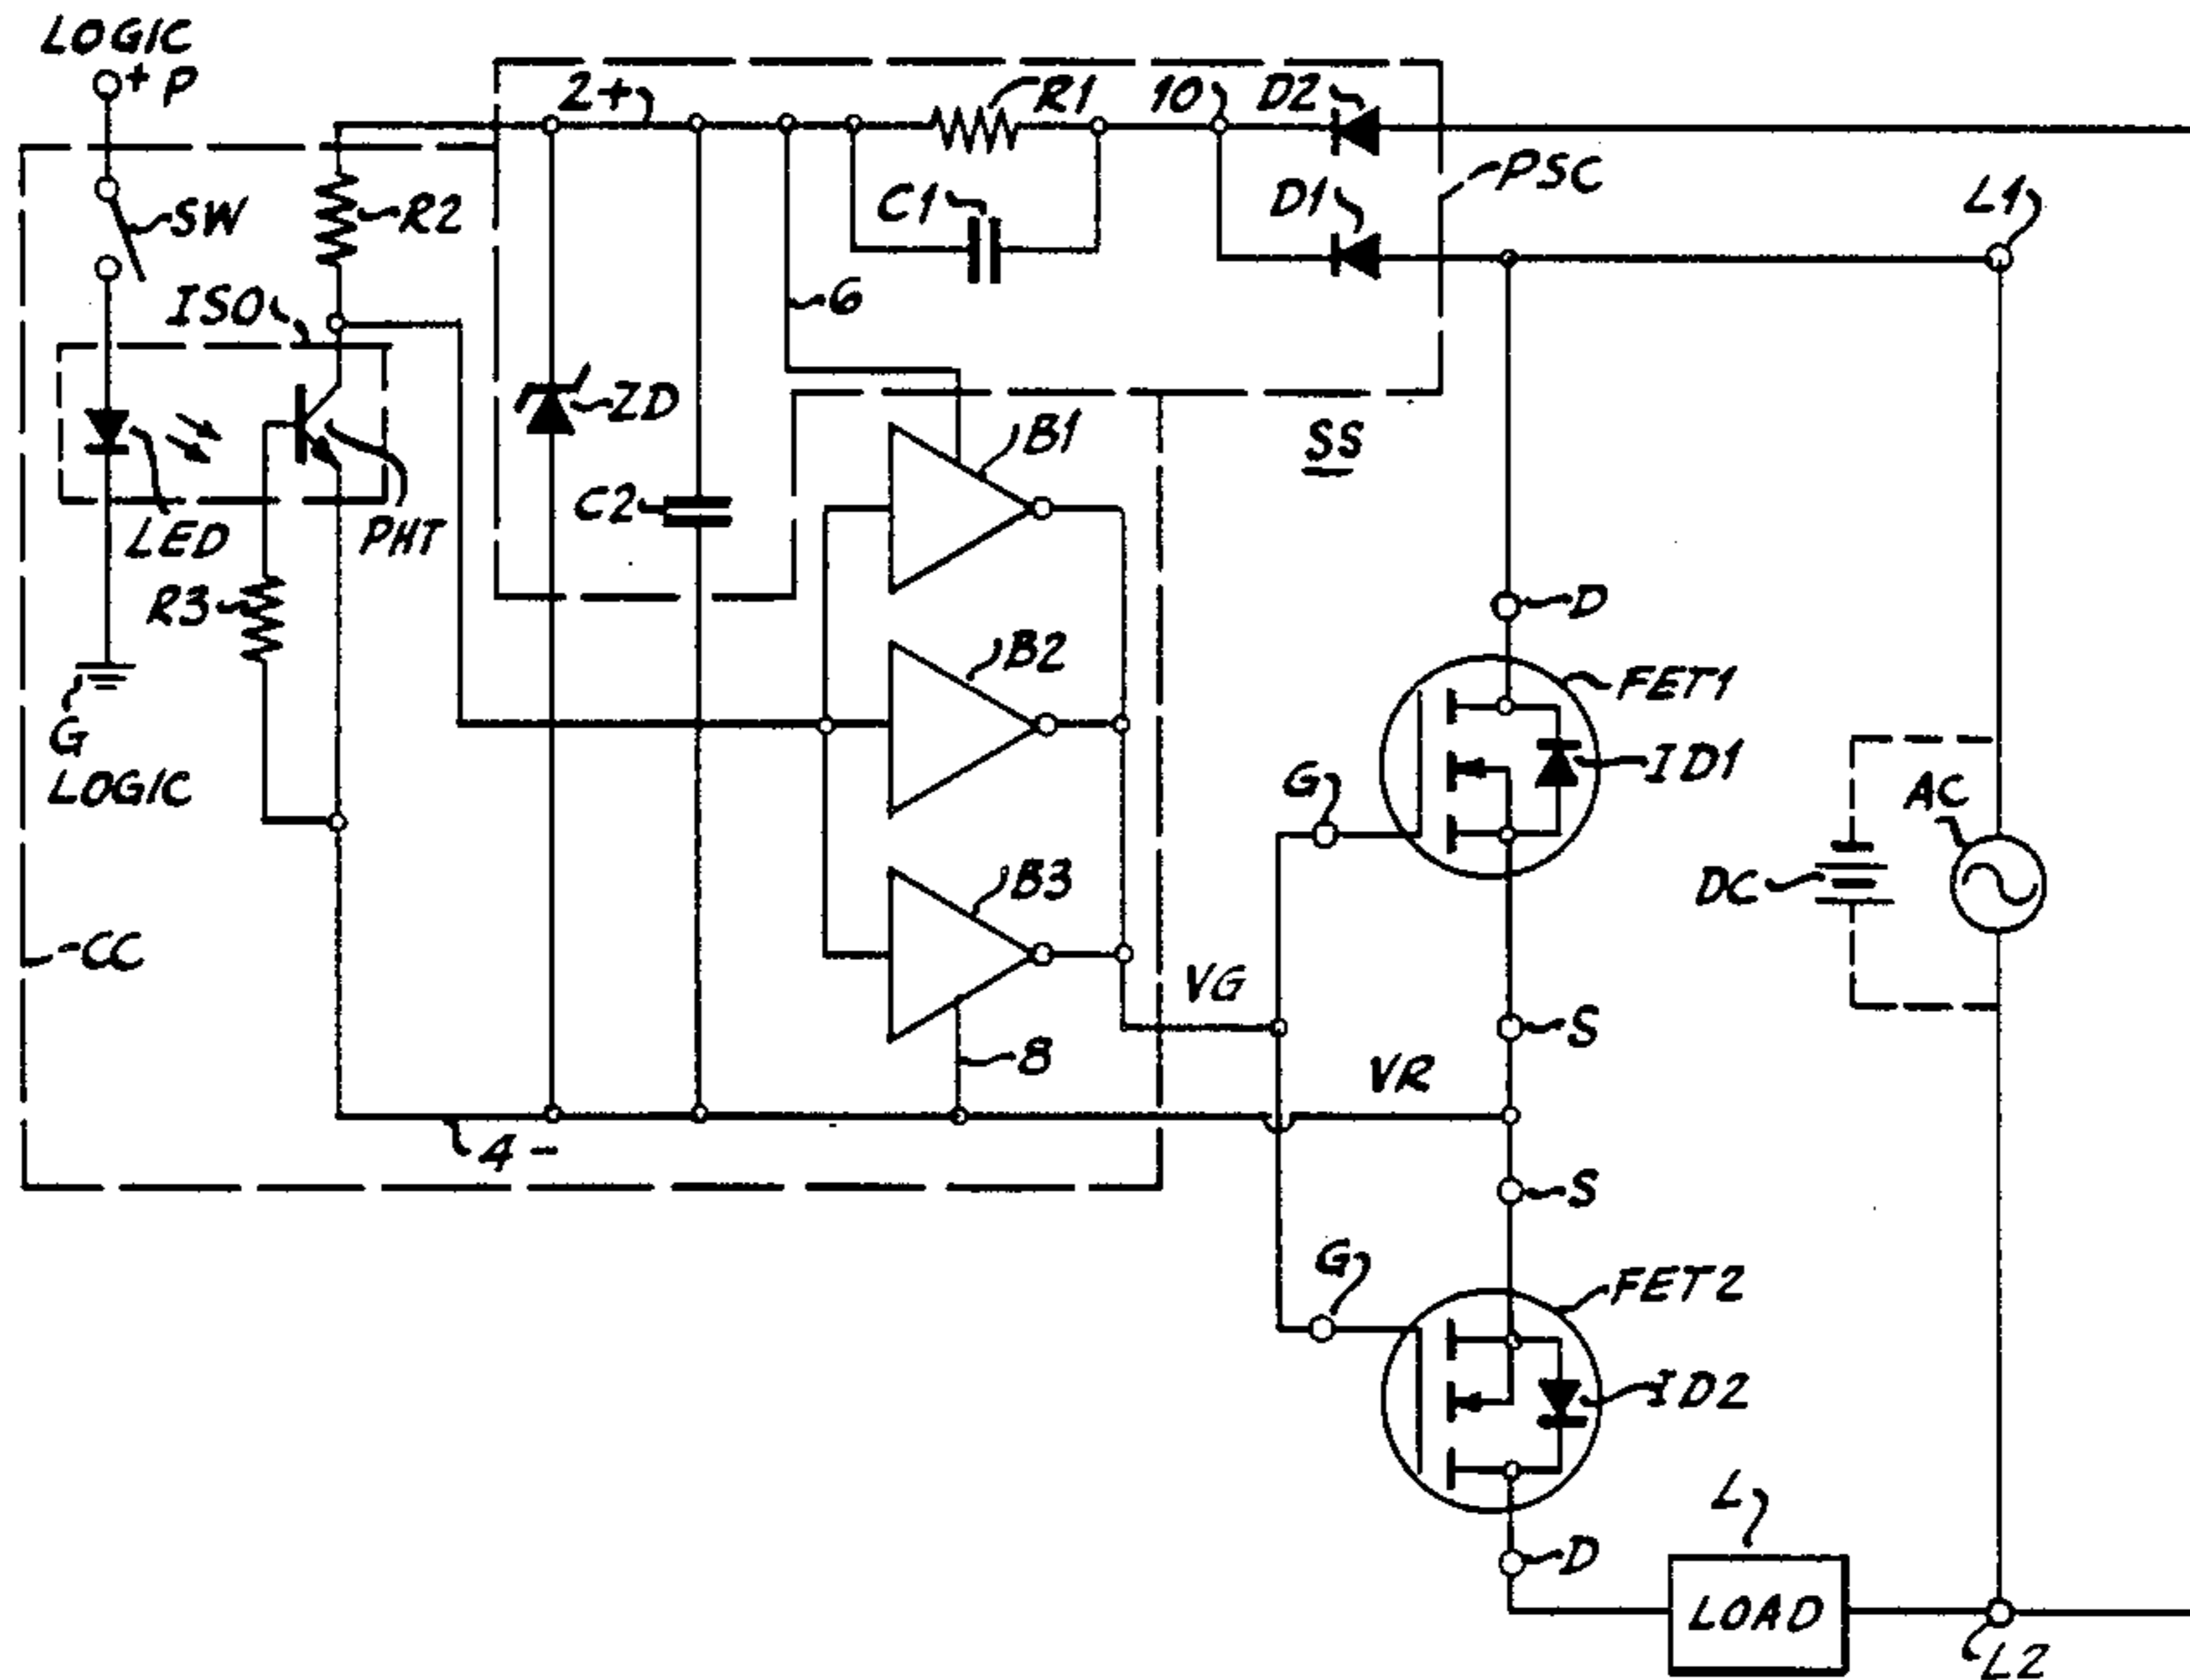 LOGIC
+ P
2+
R1
10
D2
PSC
SW
R2
C1
D1
L1
ISO
6
ZD
B1
SS
LED
PHT
C2
D
R3
B2
FET1
G
LOGIC
ID1
G
AC
B3
DC
CC
VG
S
8
VR
4 -
S
G
FET2
ID2
L
D
LOAD
L2